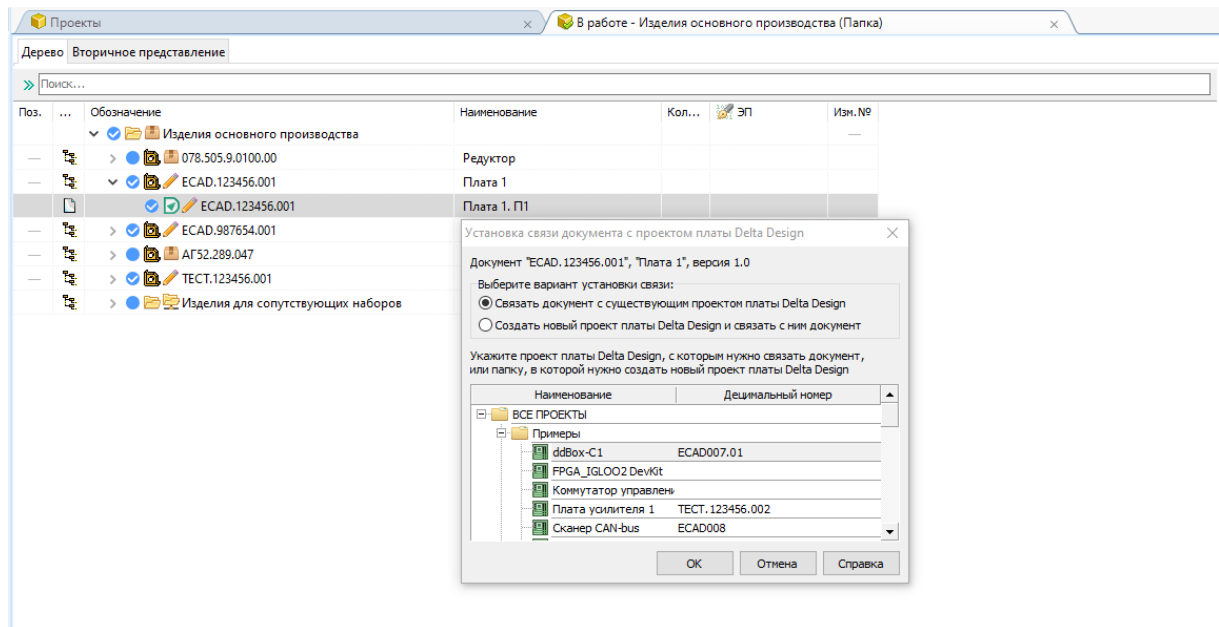 Проекты
В работе - Изделия основного производства (Папка)
Дерево Вторичное представление
Поиск...
Поз. ... Обозначение Наименование Кол... ЭП Изм.№
Изделия основного производства —
— 078.505.9.0100.00 Редуктор
— ECAD.123456.001 Плата 1
ECAD.123456.001 Плата 1. П1
— ECAD.987654.001
— АГ52.289.047
— ТЕСТ.123456.001
Изделия для сопутствующих наборов
Установка связи документа с проектом платы Delta Design
Документ "ECAD.123456.001", "Плата 1", версия 1.0
Выберите вариант установки связи:
Связать документ с существующим проектом платы Delta Design
Создать новый проект платы Delta Design и связать с ним документ
Укажите проект платы Delta Design, с которым нужно связать документ,
или папку, в которой нужно создать новый проект платы Delta Design
Наименование Децимальный номер
ВСЕ ПРОЕКТЫ
Примеры
ddBox-C1 ECAD007.01
FPGA_IGLOO2 DevKit
Коммутатор управлен
Плата усилителя 1 ТЕСТ.123456.002
Сканер CAN-bus ECAD008
ОК Отмена Справка